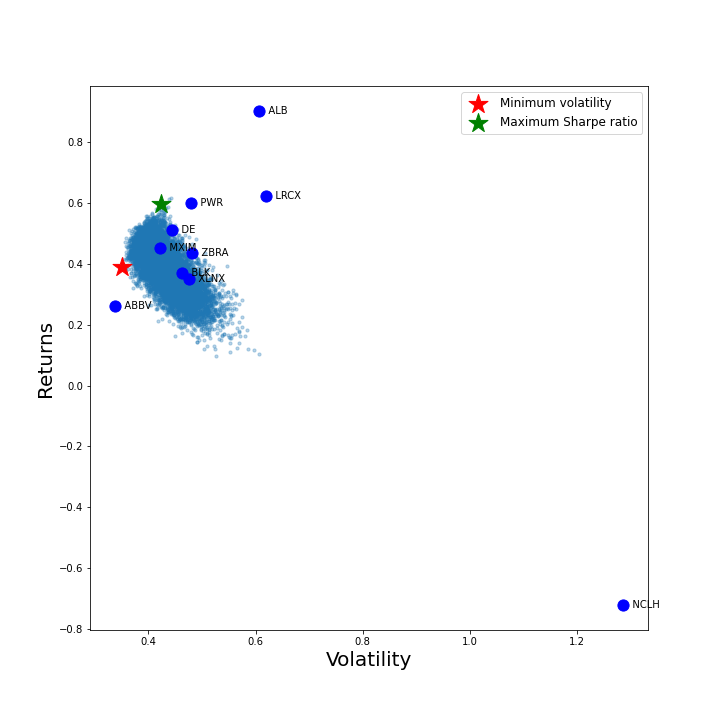 Minimum volatility
Maximum Sharpe ratio
ALB
LRCX
PWR
DE
MXIM
ZBRA
BLK
XLNX
ABBV
NCLH
0.8
0.6
0.4
0.2
0.0
−0.2
−0.4
−0.6
−0.8
Returns
0.4
0.6
0.8
1.0
1.2
Volatility